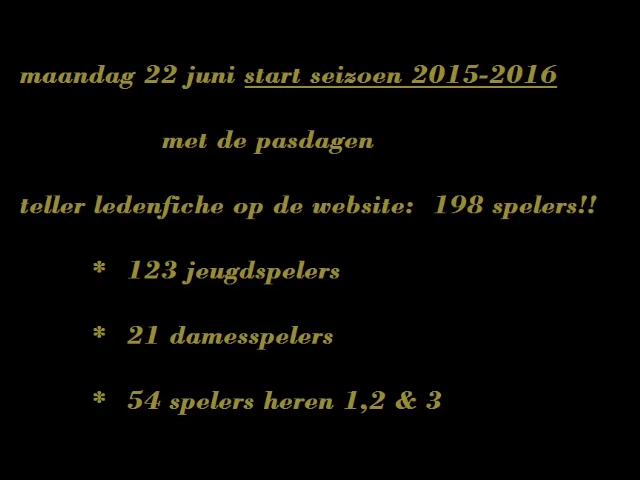 maandag 22 juni start seizoen 2015-2016
met de pasdagen
teller ledenfiche op de website: 198 spelers!!
* 123 jeugdspelers
* 21 damesspelers
* 54 spelers heren 1,2 & 3